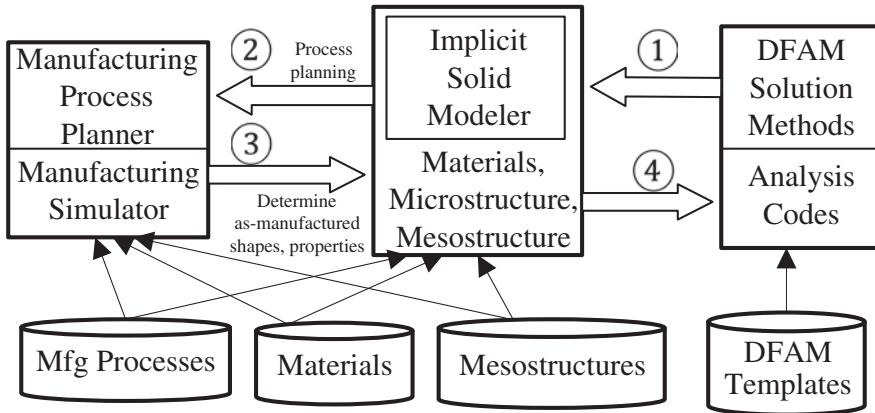 Manufacturing
Process
Planner
Manufacturing
Simulator
2
Process
planning
3
Determine
as-manufactured
shapes, properties
Implicit
Solid
Modeler
Materials,
Microstructure,
Mesostructure
1
4
DFAM
Solution
Methods
Analysis
Codes
Mfg Processes
Materials
Mesostructures
DFAM
Templates